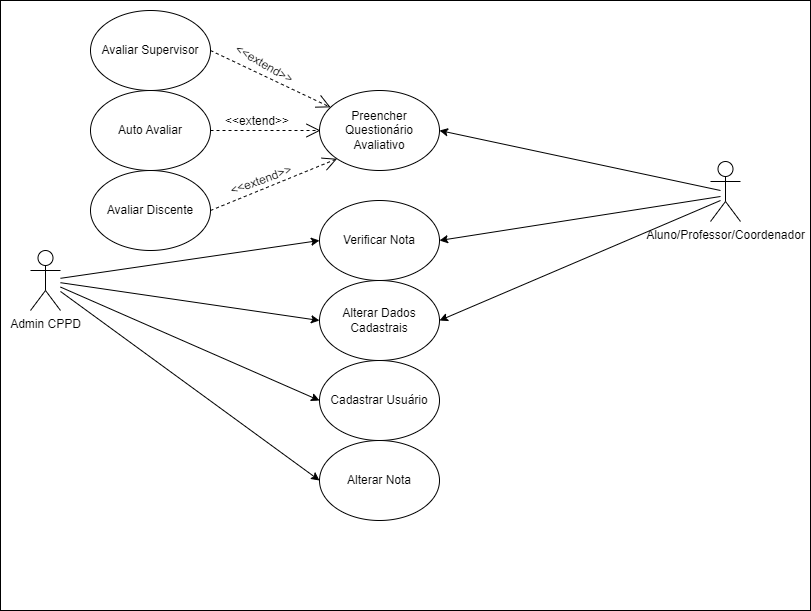 Avaliar Supervisor
<<extend>>
Auto Avaliar
<<extend>>
Preencher
Questionário
Avaliativo
Avaliar Discente
<<extend>>
Aluno/Professor/Coordenador
Verificar Nota
Admin CPPD
Alterar Dados
Cadastrais
Cadastrar Usuário
Alterar Nota